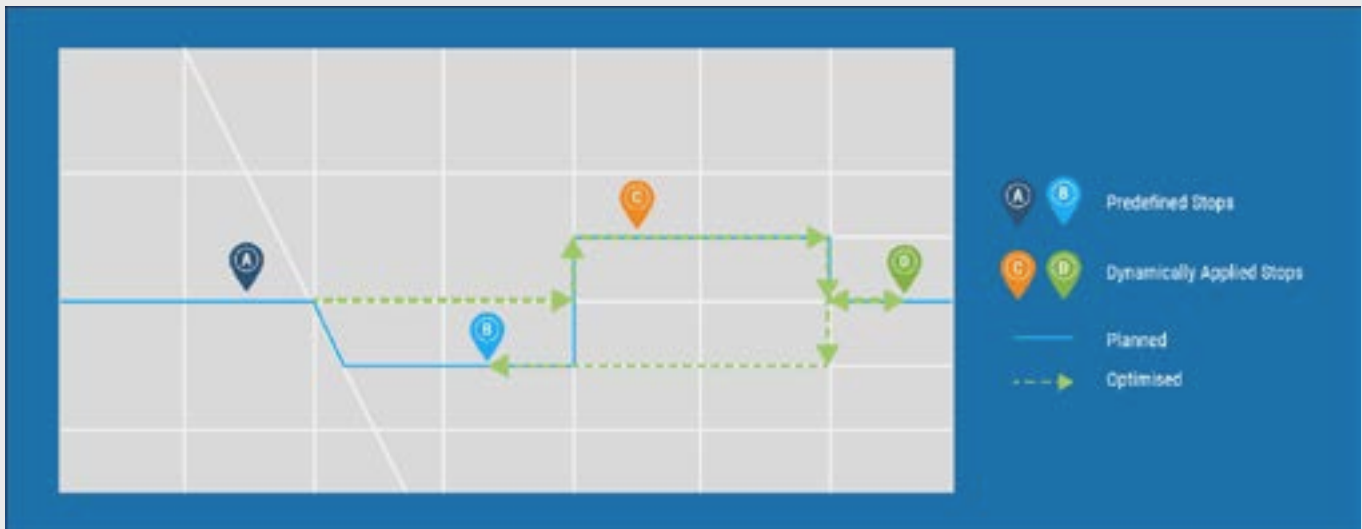 A
C
B
D
A B Predefined Stops
C D Dynamically Applied Stops
Planned
Optimised